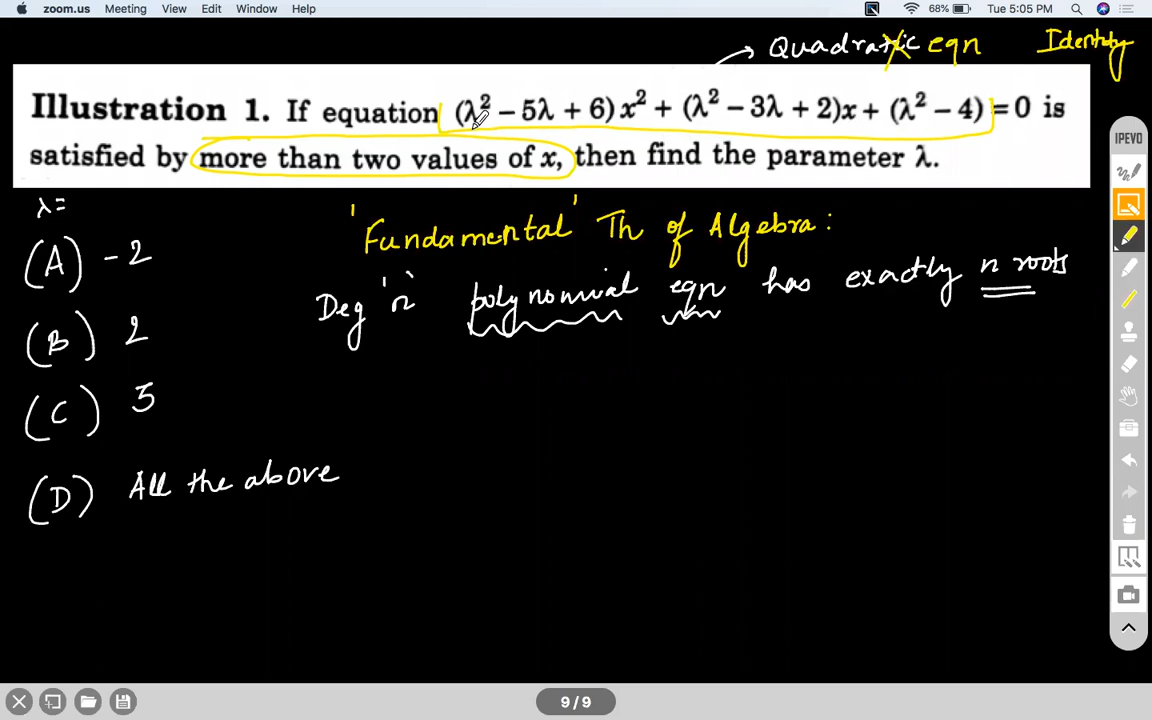 zoom.us Meeting View Edit Window Help 68% Tue 5:05 PM
Quadratic eqn Identity
Illustration 1. If equation (λ² – 5λ + 6) x² + (λ² – 3λ + 2)x + (λ² – 4) = 0 is
satisfied by more than two values of x, then find the parameter λ.
IPEVO
λ=
'Fundamental' Th of Algebra:
(A) -2
Deg 'n' polynomial eqn has exactly n roots
(B) 2
(C) 3
(D) All the above
9 / 9